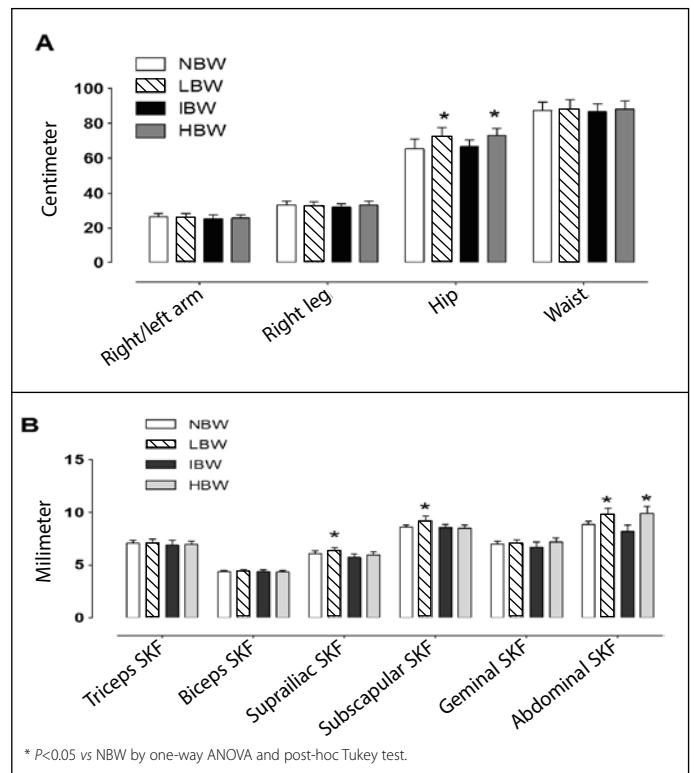 A
NBW
LBW
IBW
HBW
Centimeter
100
80
60
40
20
0
* *
Right/left arm
Right leg
Hip
Waist
B
NBW
LBW
IBW
HBW
Milimeter
15
10
5
0
* * * *
Triceps SKF
Biceps SKF
Suprailiac SKF
Subscapular SKF
Geminal SKF
Abdominal SKF
* P<0.05 vs NBW by one-way ANOVA and post-hoc Tukey test.